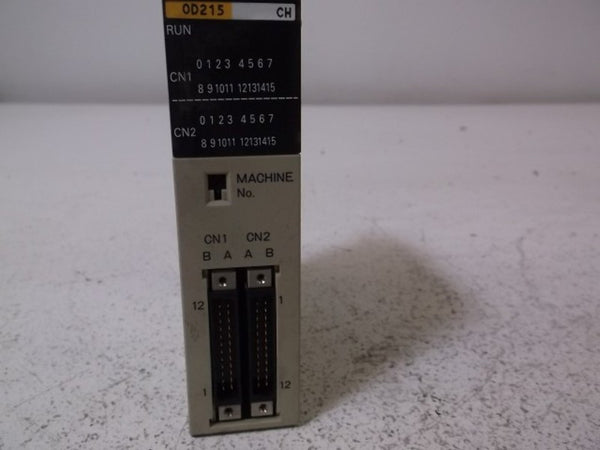 OD215 CH
RUN
0 1 2 3 4 5 6 7
CN1
8 9 10 11 12 13 14 15
0 1 2 3 4 5 6 7
CN2
8 9 10 11 12 13 14 15
MACHINE
No.
CN1 CN2
B A A B
12 1
1 12